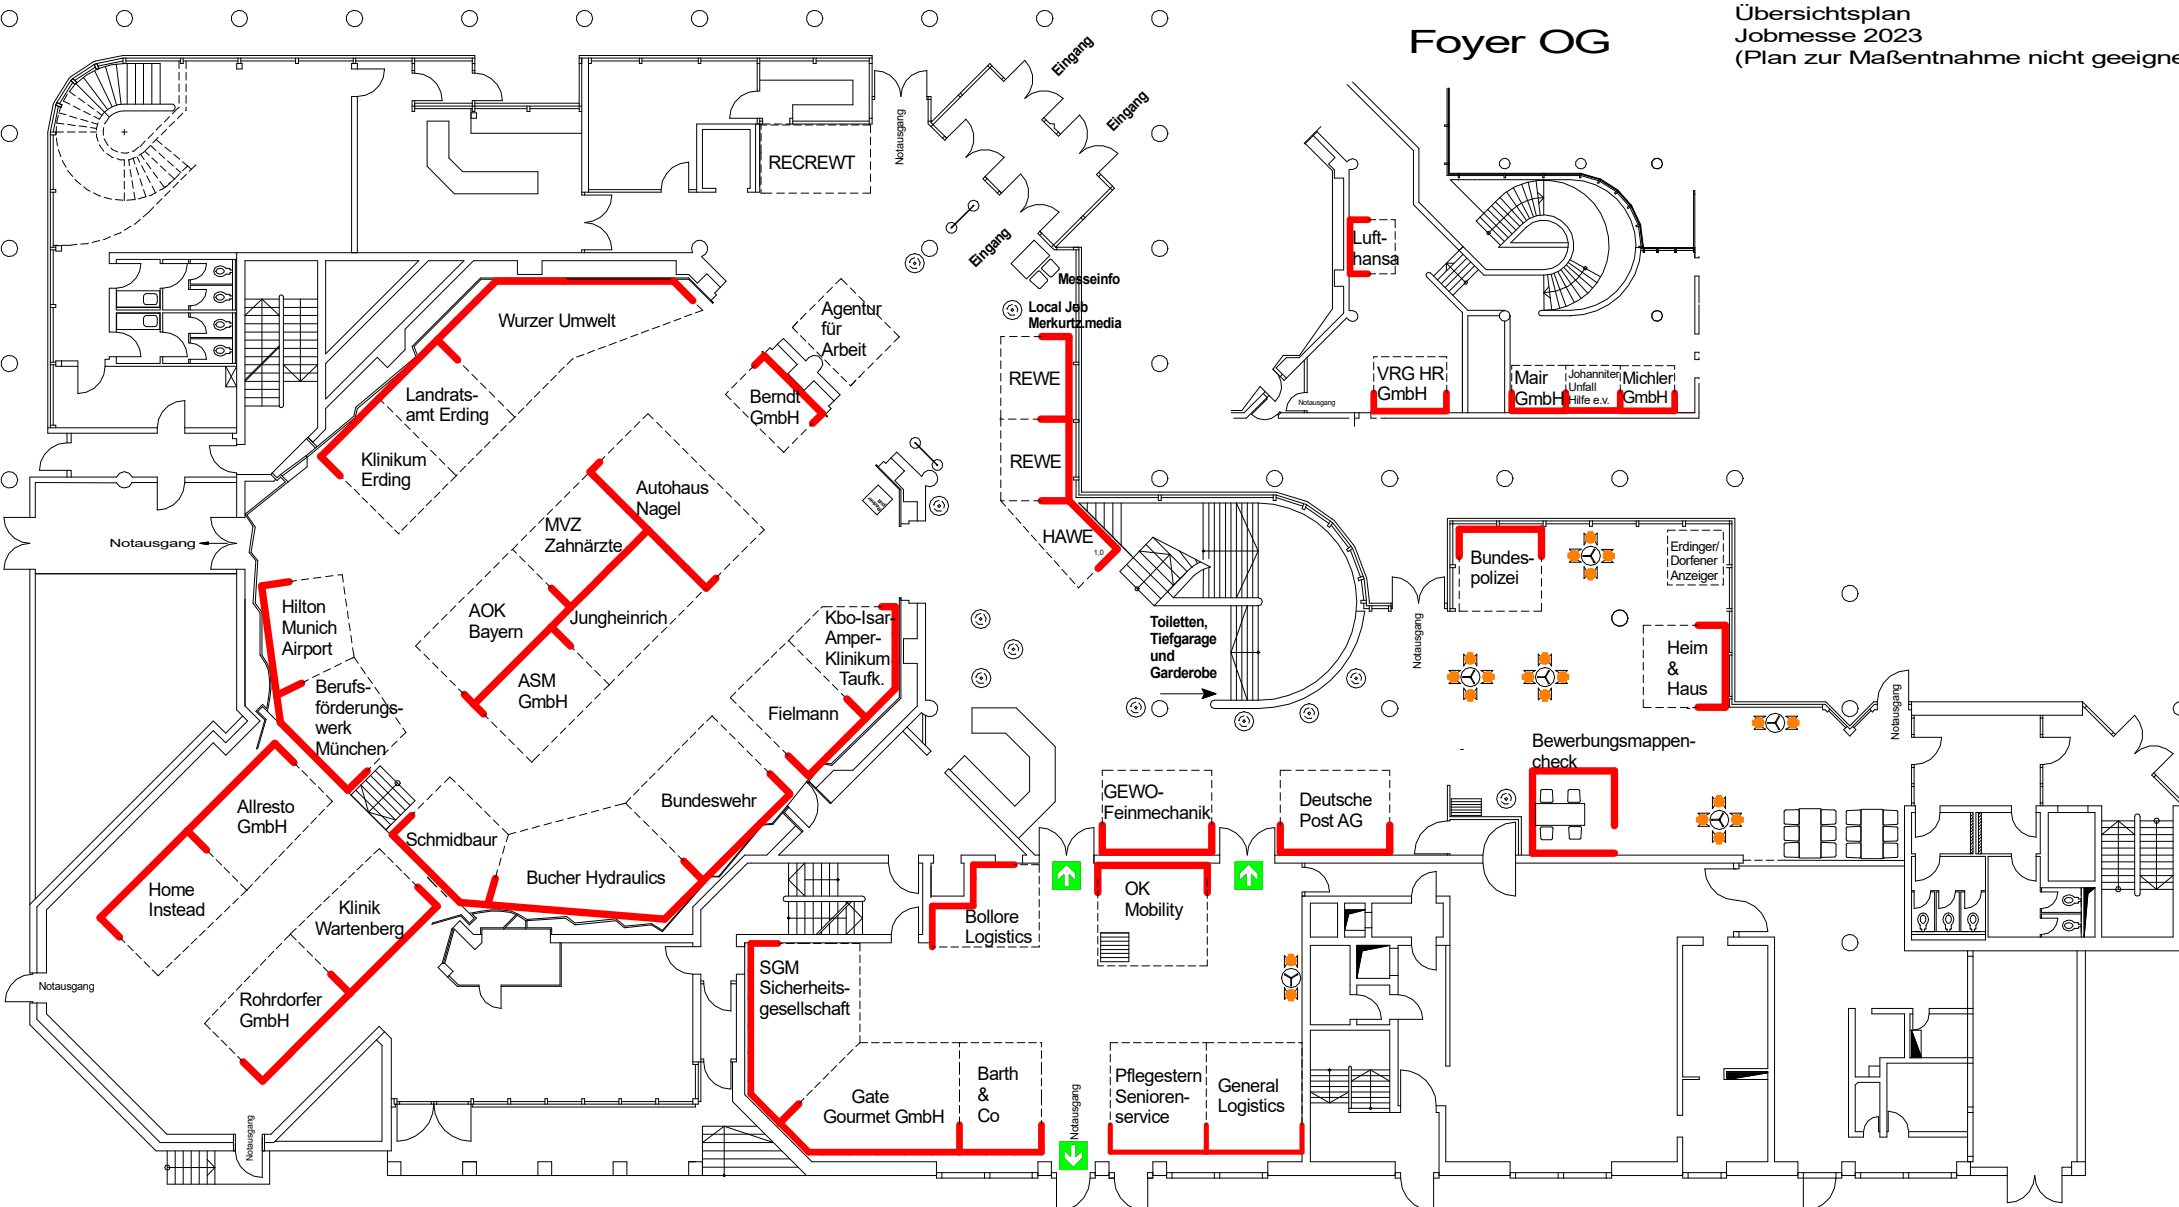 Foyer OG
Übersichtsplan
Jobmesse 2023
(Plan zur Maßentnahme nicht geeigne
Eingang
Eingang
Eingang
Notausgang
RECREWT
Messeinfo
Local Job
Merkurtz.media
Agentur
für
Arbeit
Berndt
GmbH
Wurzer Umwelt
Landrats-
amt Erding
Klinikum
Erding
REWE
REWE
HAWE
1,0
Luft-
hansa
VRG HR
GmbH
Mair
GmbH
Johanniter
Unfall
Hilfe e.v.
Michler
GmbH
Notausgang
Autohaus
Nagel
MVZ
Zahnärzte
AOK
Bayern
Jungheinrich
ASM
GmbH
Notausgang
Hilton
Munich
Airport
Berufs-
förderungs-
werk
München
Kbo-Isar-
Amper-
Klinikum
Taufk.
Fielmann
Bundeswehr
Schmidbaur
Bucher Hydraulics
Toiletten,
Tiefgarage
und
Garderobe
Notausgang
Bundes-
polizei
Erdinger/
Dorfener
Anzeiger
Heim
&
Haus
Notausgang
Bewerbungsmappen-
check
GEWO-
Feinmechanik
Deutsche
Post AG
Allresto
GmbH
Home
Instead
Klinik
Wartenberg
Rohrdorfer
GmbH
Notausgang
Notausgang
Bollore
Logistics
OK
Mobility
SGM
Sicherheits-
gesellschaft
Gate
Gourmet GmbH
Barth
&
Co
Notausgang
Pflegestern
Senioren-
service
General
Logistics